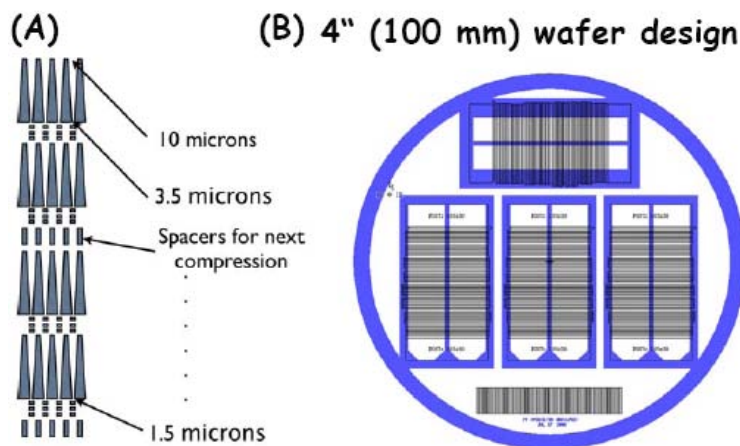 (A)
(B) 4“ (100 mm) wafer design
10 microns
3.5 microns
Spacers for next
compression
1.5 microns